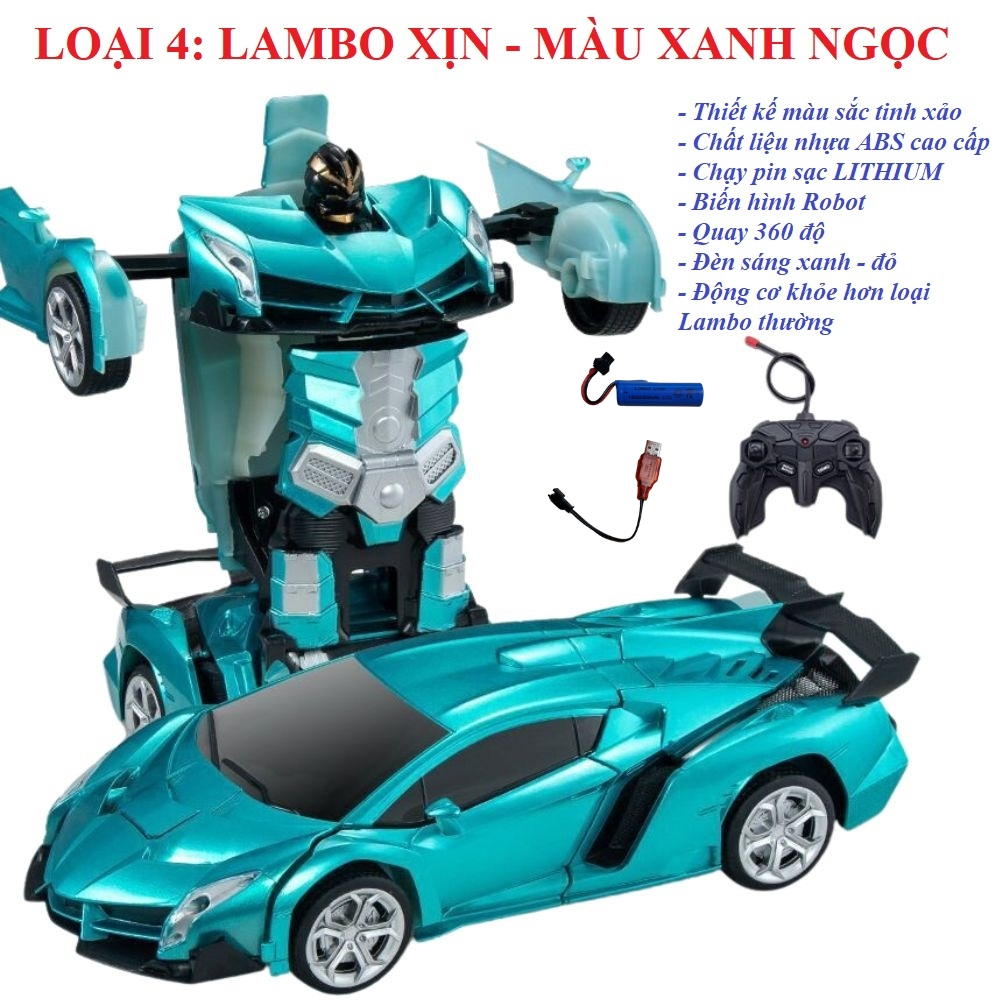 LOẠI 4: LAMBO XỊN - MÀU XANH NGỌC
- Thiết kế màu sắc tinh xảo
- Chất liệu nhựa ABS cao cấp
- Chạy pin sạc LITHIUM
- Biến hình Robot
- Quay 360 độ
- Đèn sáng xanh - đỏ
- Động cơ khỏe hơn loại
Lambo thường